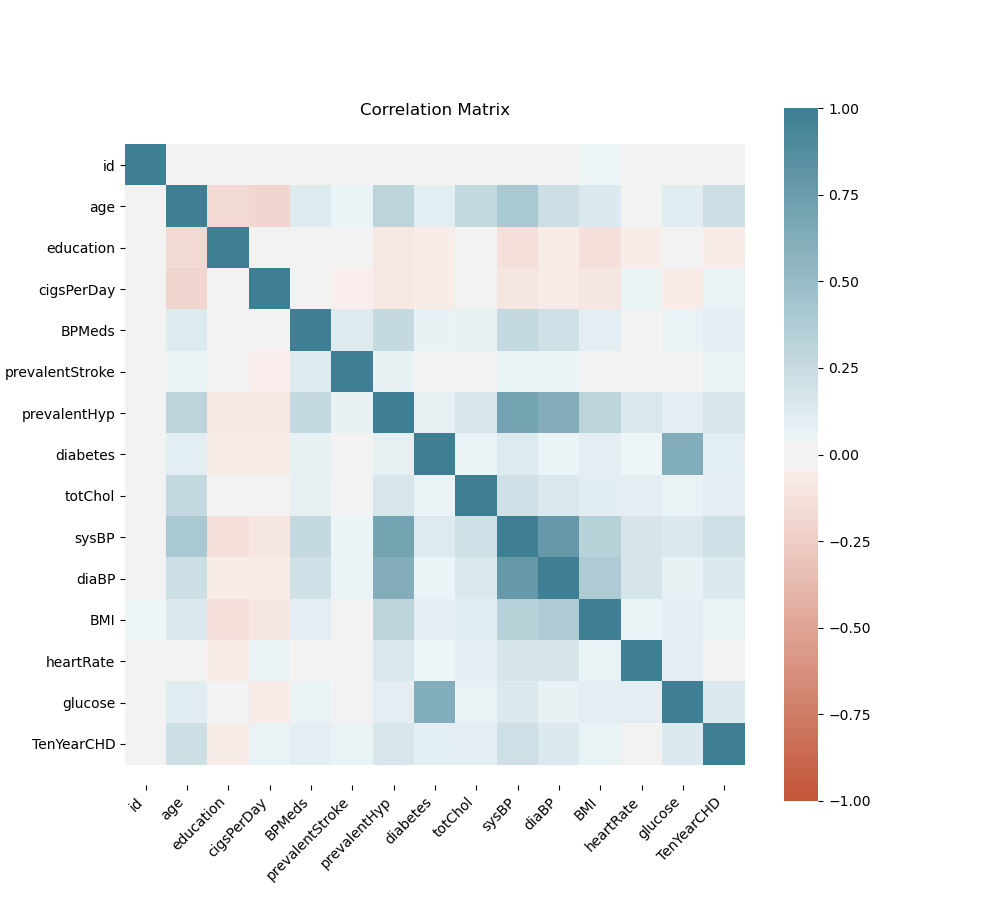 Correlation Matrix
id
age
education
cigsPerDay
BPMeds
prevalentStroke
prevalentHyp
diabetes
totChol
sysBP
diaBP
BMI
heartRate
glucose
TenYearCHD
id
age
education
cigsPerDay
BPMeds
prevalentStroke
prevalentHyp
diabetes
totChol
sysBP
diaBP
BMI
heartRate
glucose
TenYearCHD
1.00
0.75
0.50
0.25
0.00
−0.25
−0.50
−0.75
−1.00